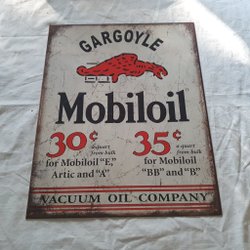 GARGOYLE
Mobiloil
30¢ a quart from bulk 35¢ a quart from bulk
for Mobiloil "E," for Mobiloil
Artic and "A" "BB" and "B"
VACUUM OIL COMPANY